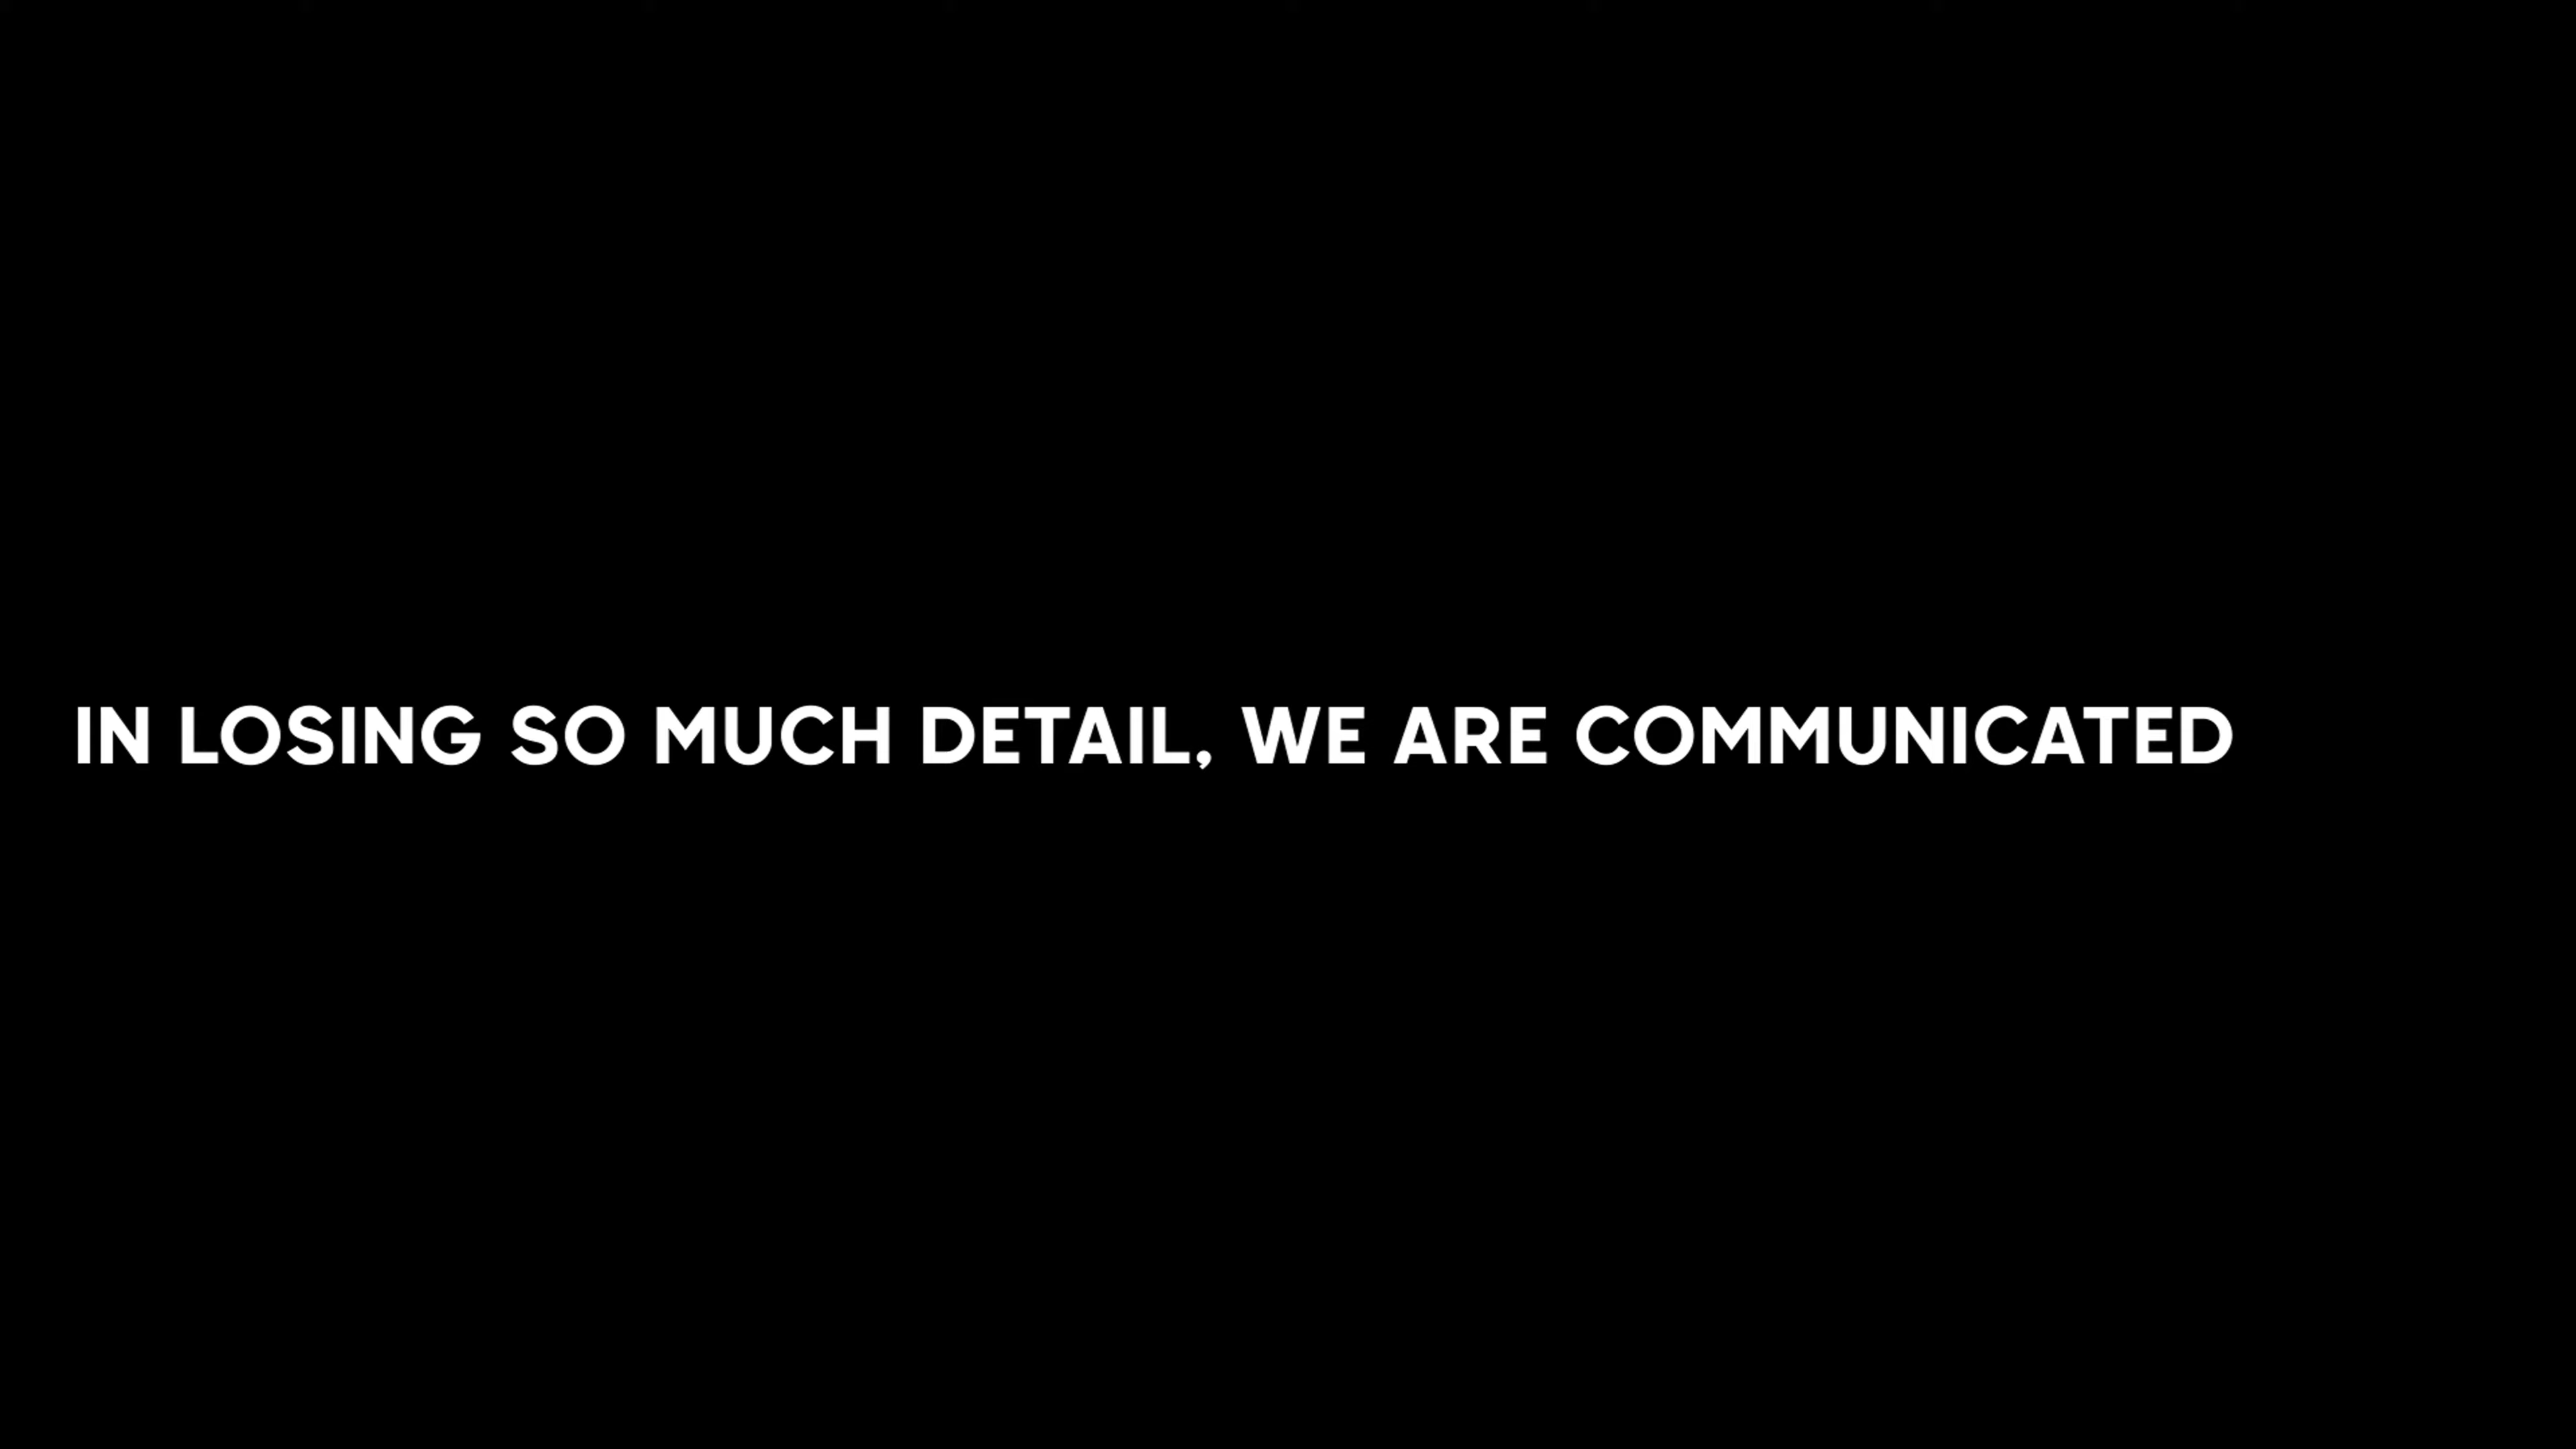 IN LOSING SO MUCH DETAIL, WE ARE COMMUNICATED